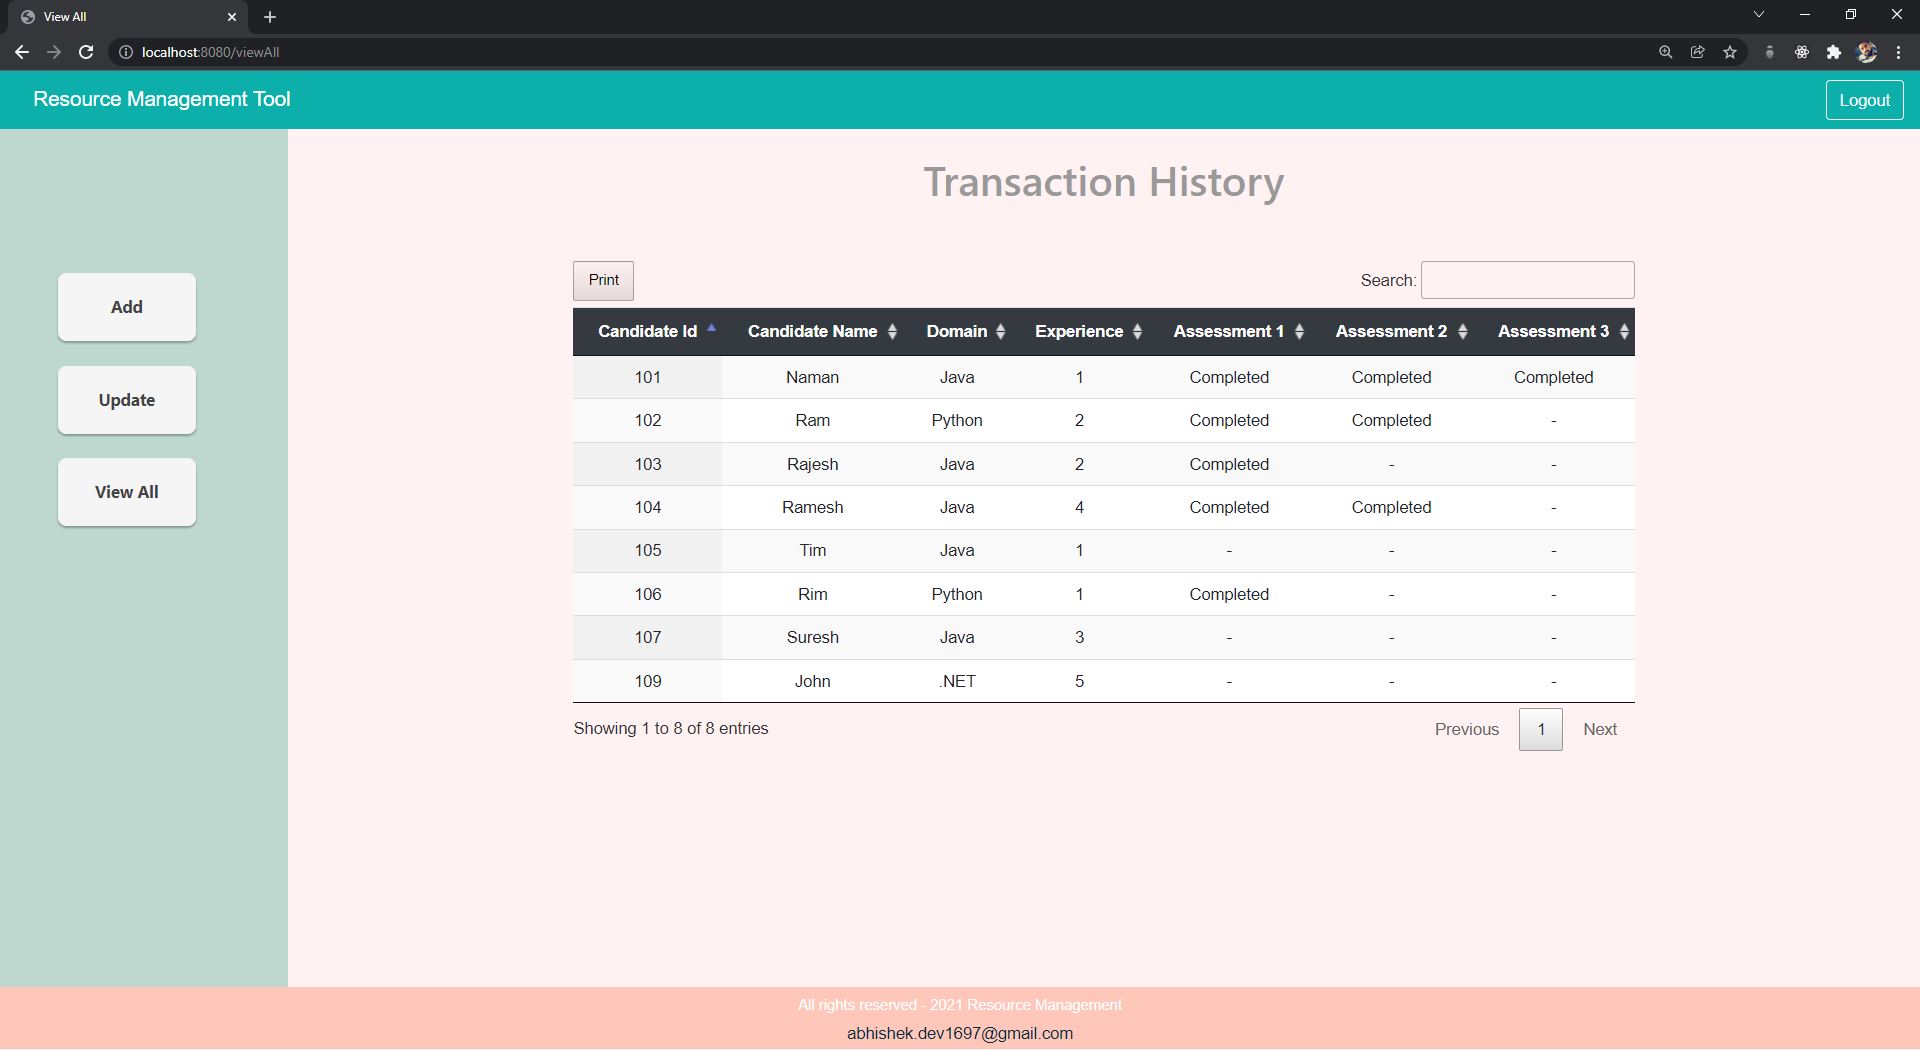 View All
localhost:8080/viewAll
Resource Management Tool
Logout
Transaction History
Add
Update
View All
Print
Search:
Candidate Id Candidate Name Domain Experience Assessment 1 Assessment 2 Assessment 3
101 Naman Java 1 Completed Completed Completed
102 Ram Python 2 Completed Completed -
103 Rajesh Java 2 Completed - -
104 Ramesh Java 4 Completed Completed -
105 Tim Java 1 - - -
106 Rim Python 1 Completed - -
107 Suresh Java 3 - - -
109 John .NET 5 - - -
Showing 1 to 8 of 8 entries
Previous 1 Next
All rights reserved - 2021 Resource Management
abhishek.dev1697@gmail.com